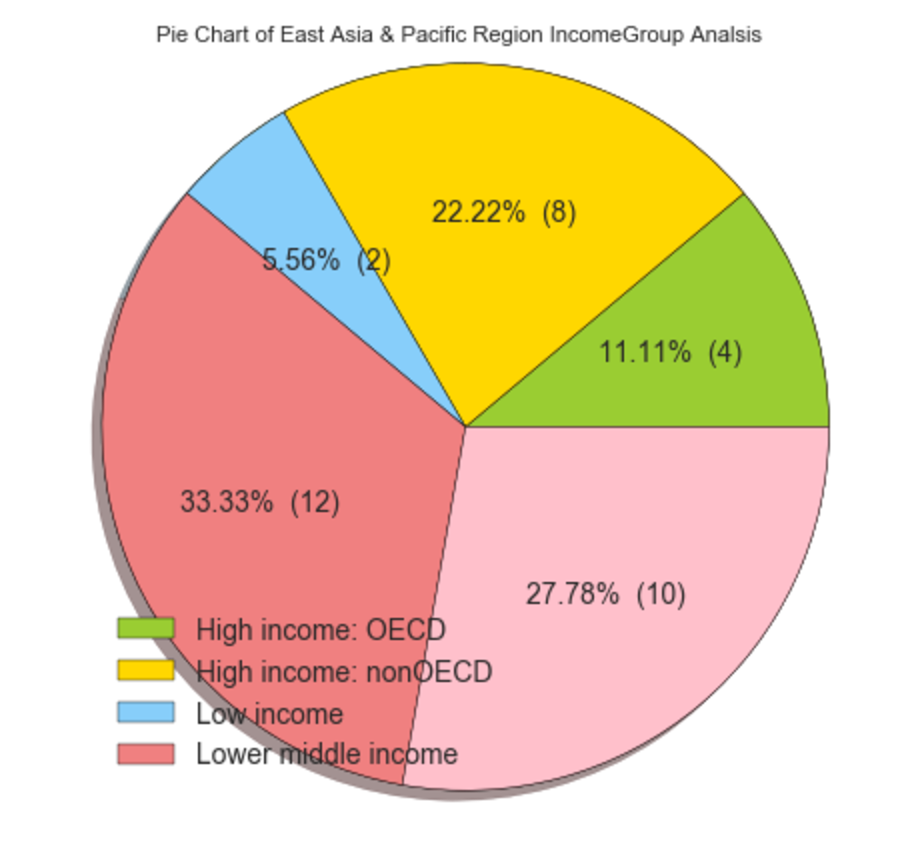 Pie Chart of East Asia & Pacific Region IncomeGroup Analsis
22.22% (8)
5.56% (2)
11.11% (4)
33.33% (12)
27.78% (10)
High income: OECD
High income: nonOECD
Low income
Lower middle income